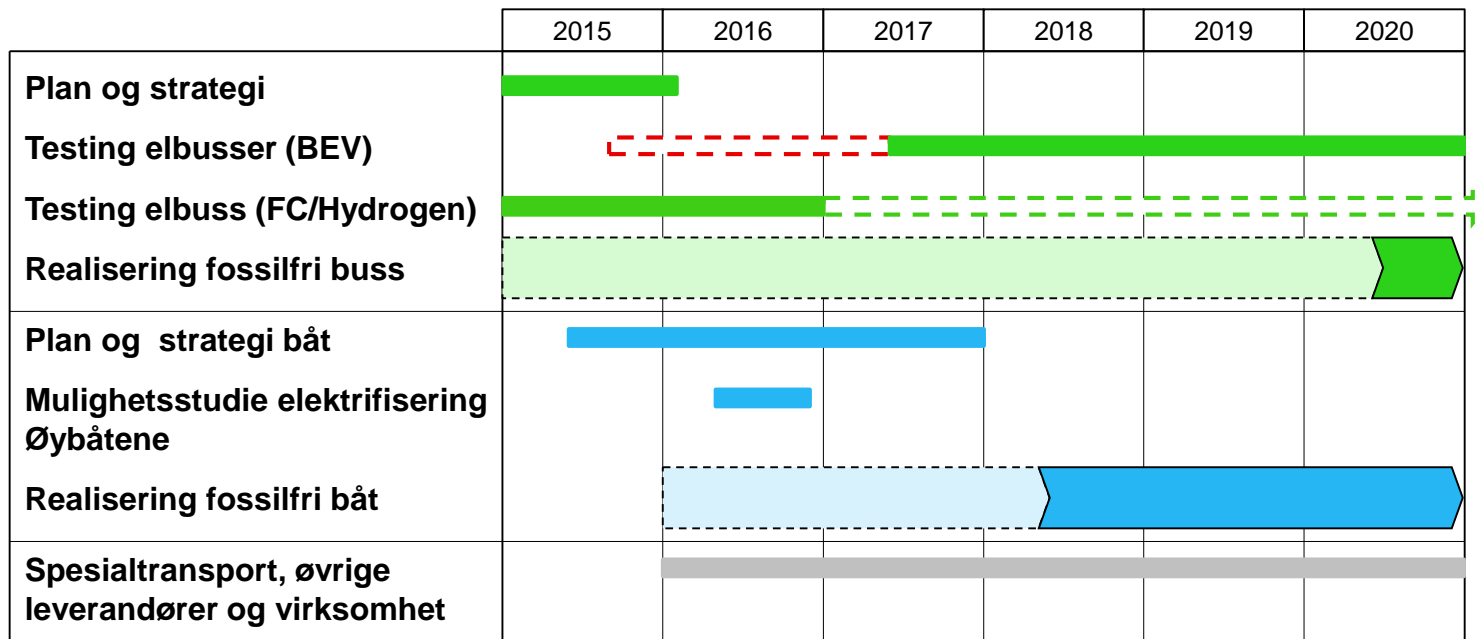 2015 2016 2017 2018 2019 2020
Plan og strategi
Testing elbusser (BEV)
Testing elbuss (FC/Hydrogen)
Realisering fossilfri buss
Plan og strategi båt
Mulighetsstudie elektrifisering
Øybåtene
Realisering fossilfri båt
Spesialtransport, øvrige
leverandører og virksomhet